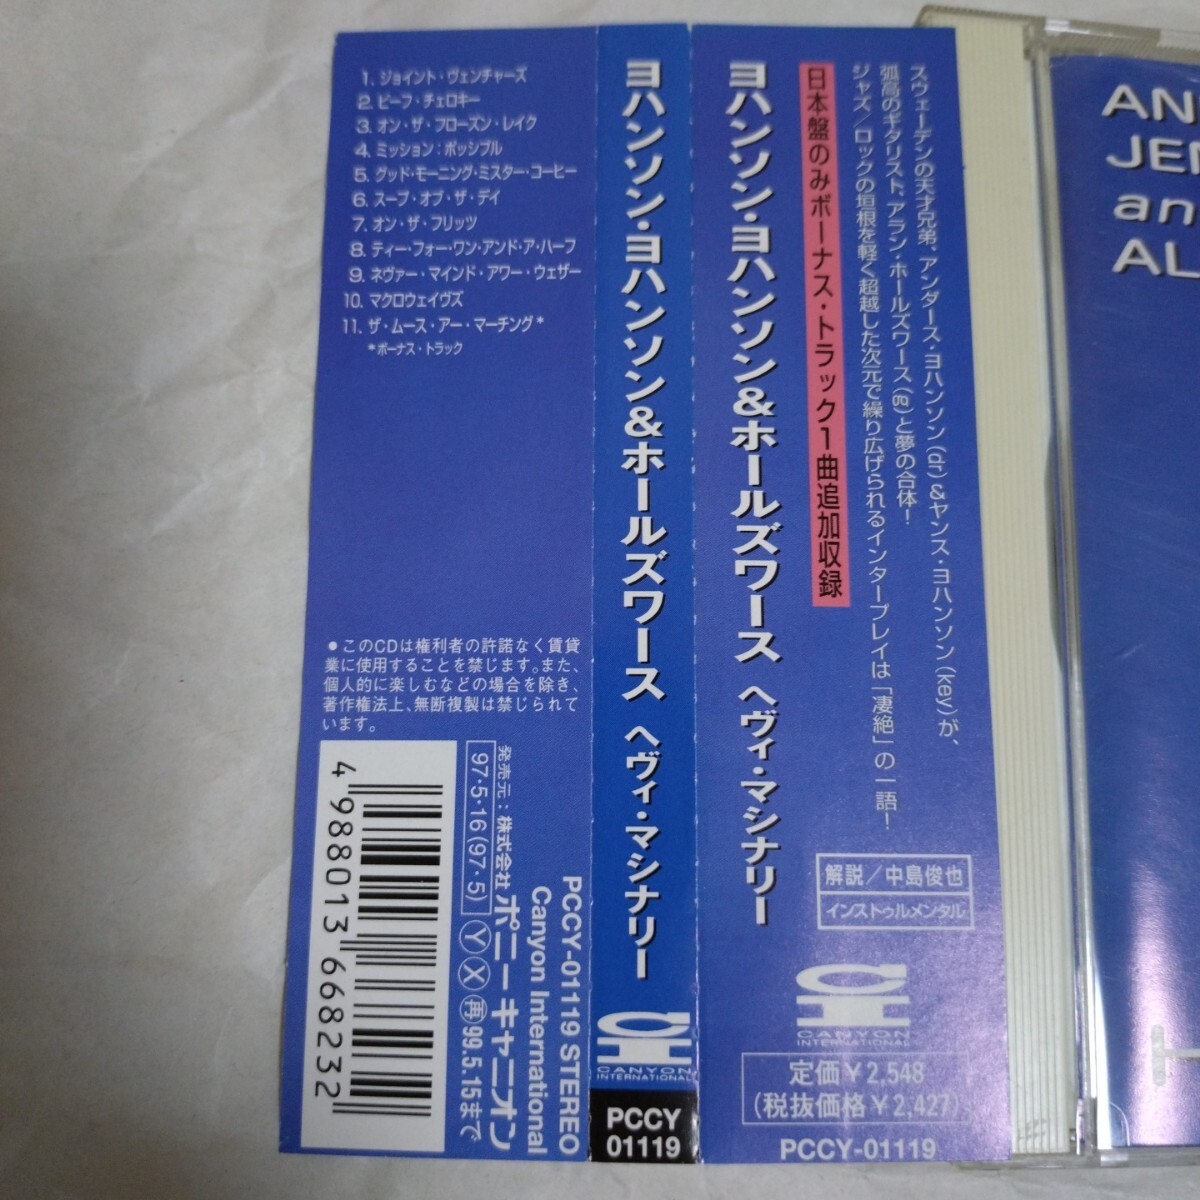 1. ジョイント・ヴェンチャーズ
2. ビーフ・チェロキー
3. オン・ザ・フローズン・レイク
4. ミッション：ポッシブル
5. グッド・モーニング・ミスター・コーヒー
6. スープ・オブ・ザ・デイ
7. オン・ザ・フリッツ
8. ティー・フォー・ワン・アンド・ア・ハーフ
9. ネヴァー・マインド・アワー・ウェザー
10. マクロウェイヴズ
11. ザ・ムース・アー・マーチング*
*ボーナス・トラック
●このCDは権利者の許諾なく賃貸
業に使用することを禁じます。また、
個人的に楽しむなどの場合を除き、
著作権法上、無断複製は禁じられて
います。
4 988013 668232
97・5・16 (97・5)
発売元：株式会社ポニーキャニオン
Ⓨ Ⓧ ㊢ 99.5.15まで
Canyon International
PCCY-01119 STEREO
ヨハンソン・ヨハンソン&ホールズワース ヘヴィ・マシナリー
CANYON
INTERNATIONAL
PCCY
01119
ヨハンソン・ヨハンソン&ホールズワース ヘヴィ・マシナリー
日本盤のみボーナス・トラック1曲追加収録
スウェーデンの天才兄弟、アンダース・ヨハンソン(dr)&ヤンス・ヨハンソン(key)が、
孤高のギタリスト、アラン・ホールズワース(g)と夢の合体！
ジャズ／ロックの垣根を軽く超越した次元で繰り広げられるインタープレイは「凄絶」の一語！
解説／中島俊也
インストゥルメンタル
CANYON
INTERNATIONAL
定価￥2,548
(税抜価格￥2,427)
PCCY-01119
AN
JEN
an
AL
H